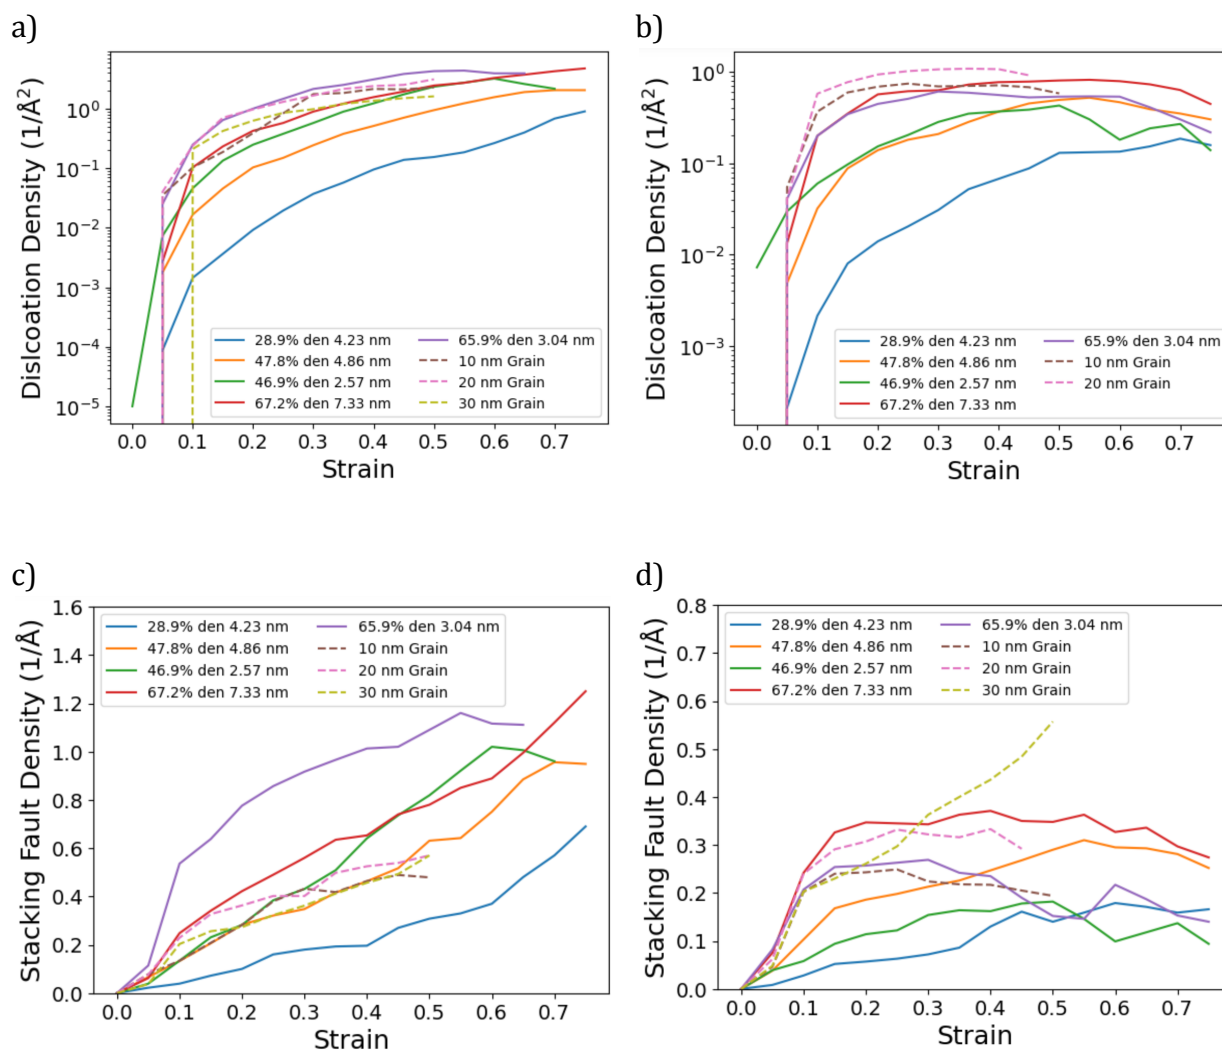 a)
Dislcoation Density (1/Å²)
10⁰
10⁻¹
10⁻²
10⁻³
10⁻⁴
10⁻⁵
28.9% den 4.23 nm
47.8% den 4.86 nm
46.9% den 2.57 nm
67.2% den 7.33 nm
65.9% den 3.04 nm
10 nm Grain
20 nm Grain
30 nm Grain
0.0 0.1 0.2 0.3 0.4 0.5 0.6 0.7
Strain
b)
Dislcoation Density (1/Å²)
10⁰
10⁻¹
10⁻²
10⁻³
28.9% den 4.23 nm
47.8% den 4.86 nm
46.9% den 2.57 nm
67.2% den 7.33 nm
65.9% den 3.04 nm
10 nm Grain
20 nm Grain
0.0 0.1 0.2 0.3 0.4 0.5 0.6 0.7
Strain
c)
Stacking Fault Density (1/Å)
1.6
1.4
1.2
1.0
0.8
0.6
0.4
0.2
0.0
28.9% den 4.23 nm
47.8% den 4.86 nm
46.9% den 2.57 nm
67.2% den 7.33 nm
65.9% den 3.04 nm
10 nm Grain
20 nm Grain
30 nm Grain
0.0 0.1 0.2 0.3 0.4 0.5 0.6 0.7
Strain
d)
Stacking Fault Density (1/Å)
0.8
0.7
0.6
0.5
0.4
0.3
0.2
0.1
0.0
28.9% den 4.23 nm
47.8% den 4.86 nm
46.9% den 2.57 nm
67.2% den 7.33 nm
65.9% den 3.04 nm
10 nm Grain
20 nm Grain
30 nm Grain
0.0 0.1 0.2 0.3 0.4 0.5 0.6 0.7
Strain